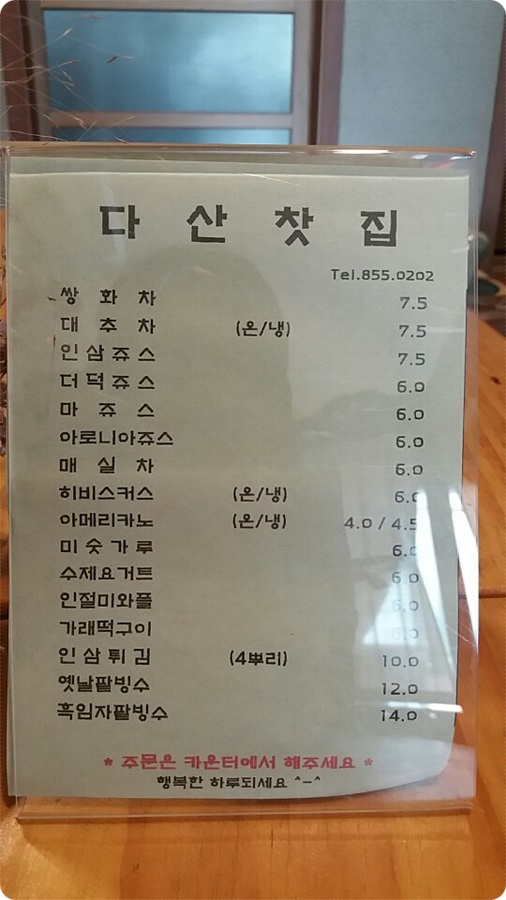 다 산 찻 집
Tel.855.0202
쌍 화 차 7.5
대 추 차 (온/냉) 7.5
인 삼 쥬 스 7.5
더 덕 쥬 스 6.0
마 쥬 스 6.0
아로니아쥬스 6.0
매 실 차 6.0
히비스커스 (온/냉) 6.0
아메리카노 (온/냉) 4.0 / 4.5
미 숫 가 루 6.0
수제요거트 6.0
인절미와플 6.0
가래떡구이
인 삼 튀 김 (4뿌리) 10.0
옛날팥빙수 12.0
흑임자팥빙수 14.0
* 주문은 카운터에서 해주세요 *
행복한 하루되세요 ^-^